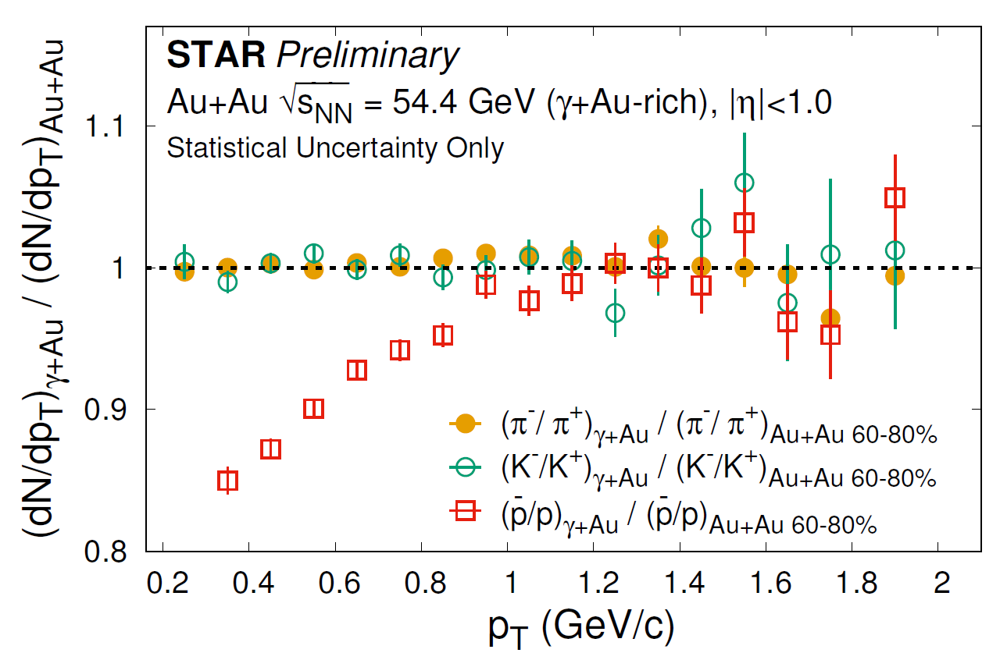 STAR Preliminary
Au+Au √sNN = 54.4 GeV (γ+Au-rich), |η|<1.0
Statistical Uncertainty Only
(dN/dpT)γ+Au / (dN/dpT)Au+Au
1.1
1
0.9
0.8
(π-/ π+)γ+Au / (π-/ π+)Au+Au 60-80%
(K-/K+)γ+Au / (K-/K+)Au+Au 60-80%
(p̄/p)γ+Au / (p̄/p)Au+Au 60-80%
0.2 0.4 0.6 0.8 1 1.2 1.4 1.6 1.8 2
pT (GeV/c)